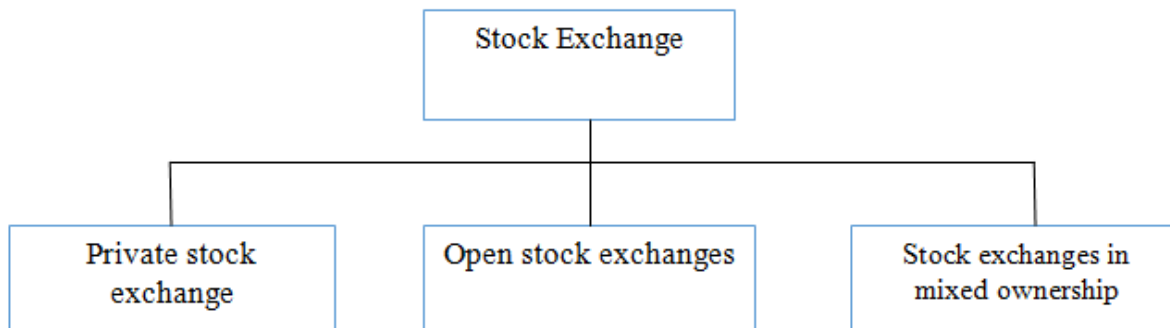 Stock Exchange
Private stock
exchange
Open stock exchanges
Stock exchanges in
mixed ownership